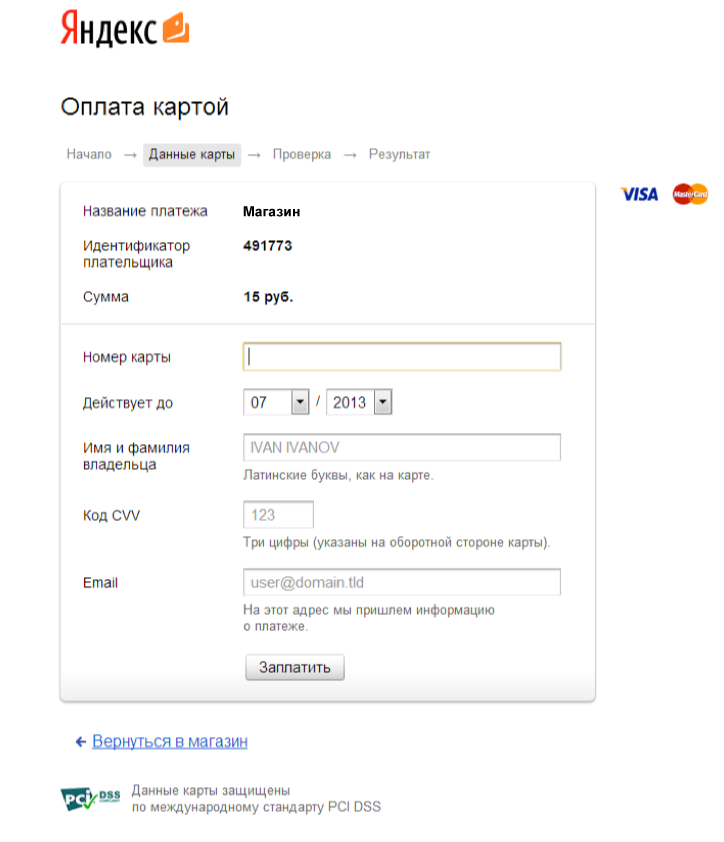 Яндекс
Оплата картой
Начало → Данные карты → Проверка → Результат
VISA MasterCard
Название платежа Магазин
Идентификатор 491773
плательщика
Сумма 15 руб.
Номер карты
Действует до 07 / 2013
Имя и фамилия IVAN IVANOV
владельца
Латинские буквы, как на карте.
Код CVV 123
Три цифры (указаны на оборотной стороне карты).
Email user@domain.tld
На этот адрес мы пришлем информацию
о платеже.
Заплатить
← Вернуться в магазин
PCI DSS
Данные карты защищены
по международному стандарту PCI DSS